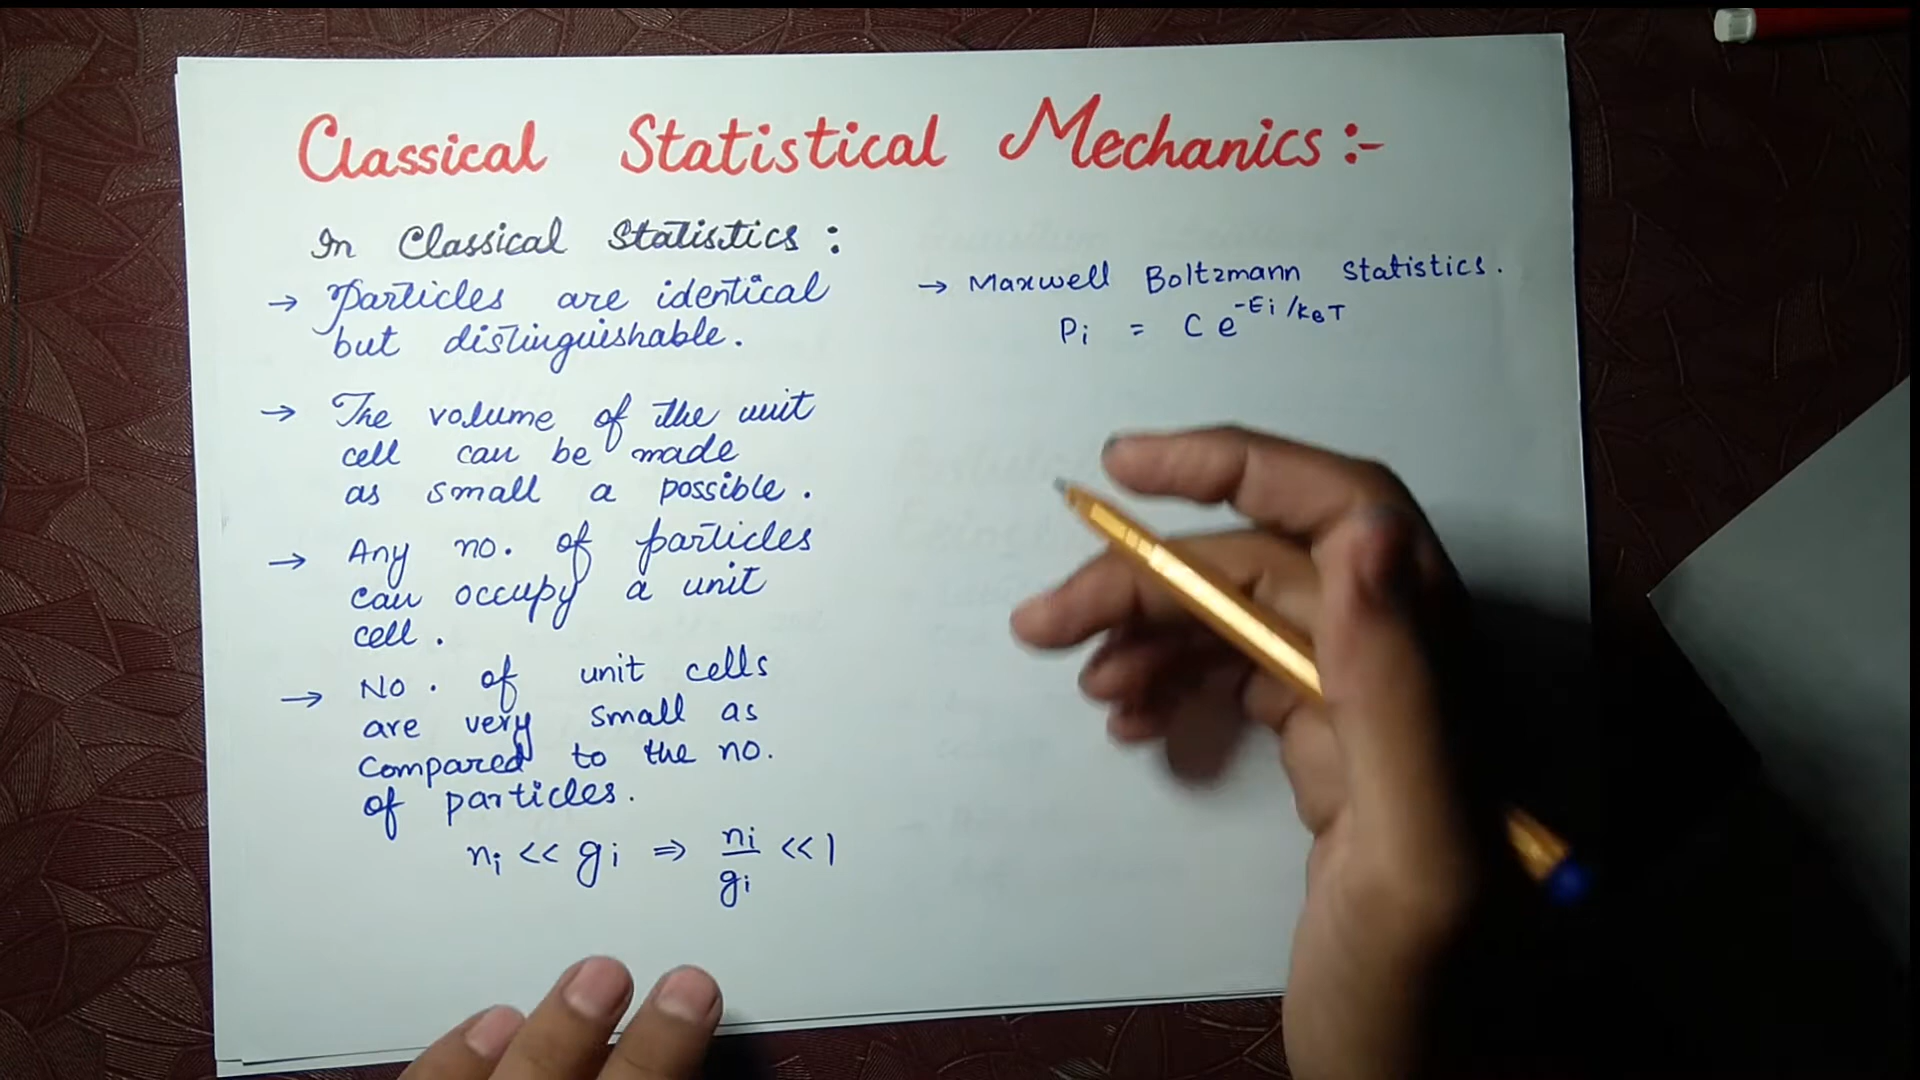 Classical Statistical Mechanics:-
In Classical Statistics :
→ Particles are identical
but distinguishable.
→ The volume of the unit
cell can be made
as small a possible.
→ Any no. of particles
can occupy a unit
cell.
→ No. of unit cells
are very small as
compared to the no.
of particles.
nᵢ << gᵢ ⇒ nᵢ/gᵢ << 1
→ Maxwell Boltzmann Statistics.
Pᵢ = C e^(-Eᵢ/k_BT)